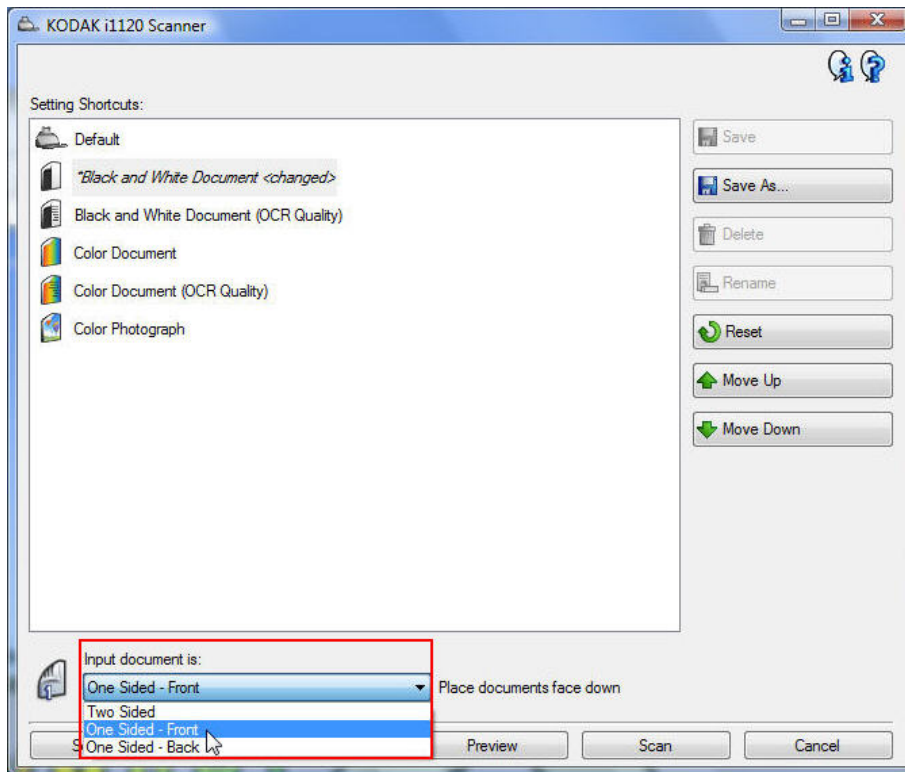 KODAK i1120 Scanner
Setting Shortcuts:
Default
*Black and White Document <changed>
Black and White Document (OCR Quality)
Color Document
Color Document (OCR Quality)
Color Photograph
Save
Save As...
Delete
Rename
Reset
Move Up
Move Down
Input document is:
One Sided - Front
Place documents face down
Two Sided
One Sided - Front
One Sided - Back
Preview
Scan
Cancel